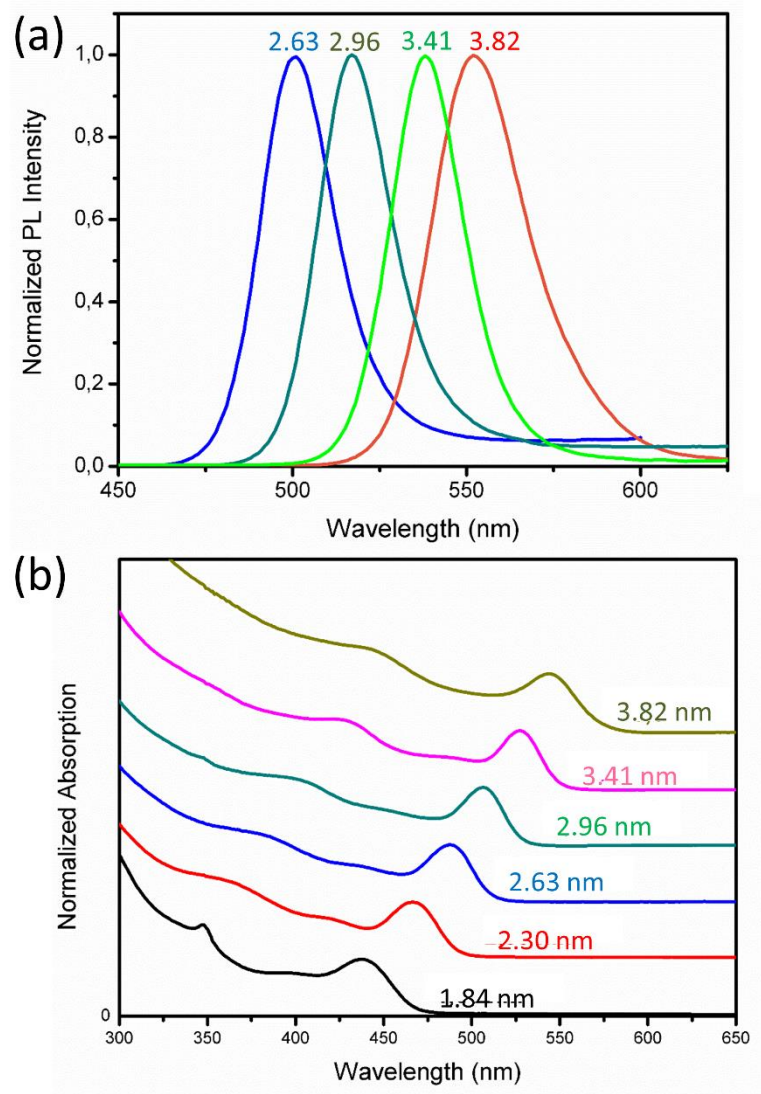 (a)
2.63 2.96 3.41 3.82
1,0
0,8
0,6
0,4
0,2
0,0
Normalized PL Intensity
450 500 550 600
Wavelength (nm)
(b)
Normalized Absorption
3.82 nm
3.41 nm
2.96 nm
2.63 nm
2.30 nm
1.84 nm
0
300 350 400 450 500 550 600 650
Wavelength (nm)